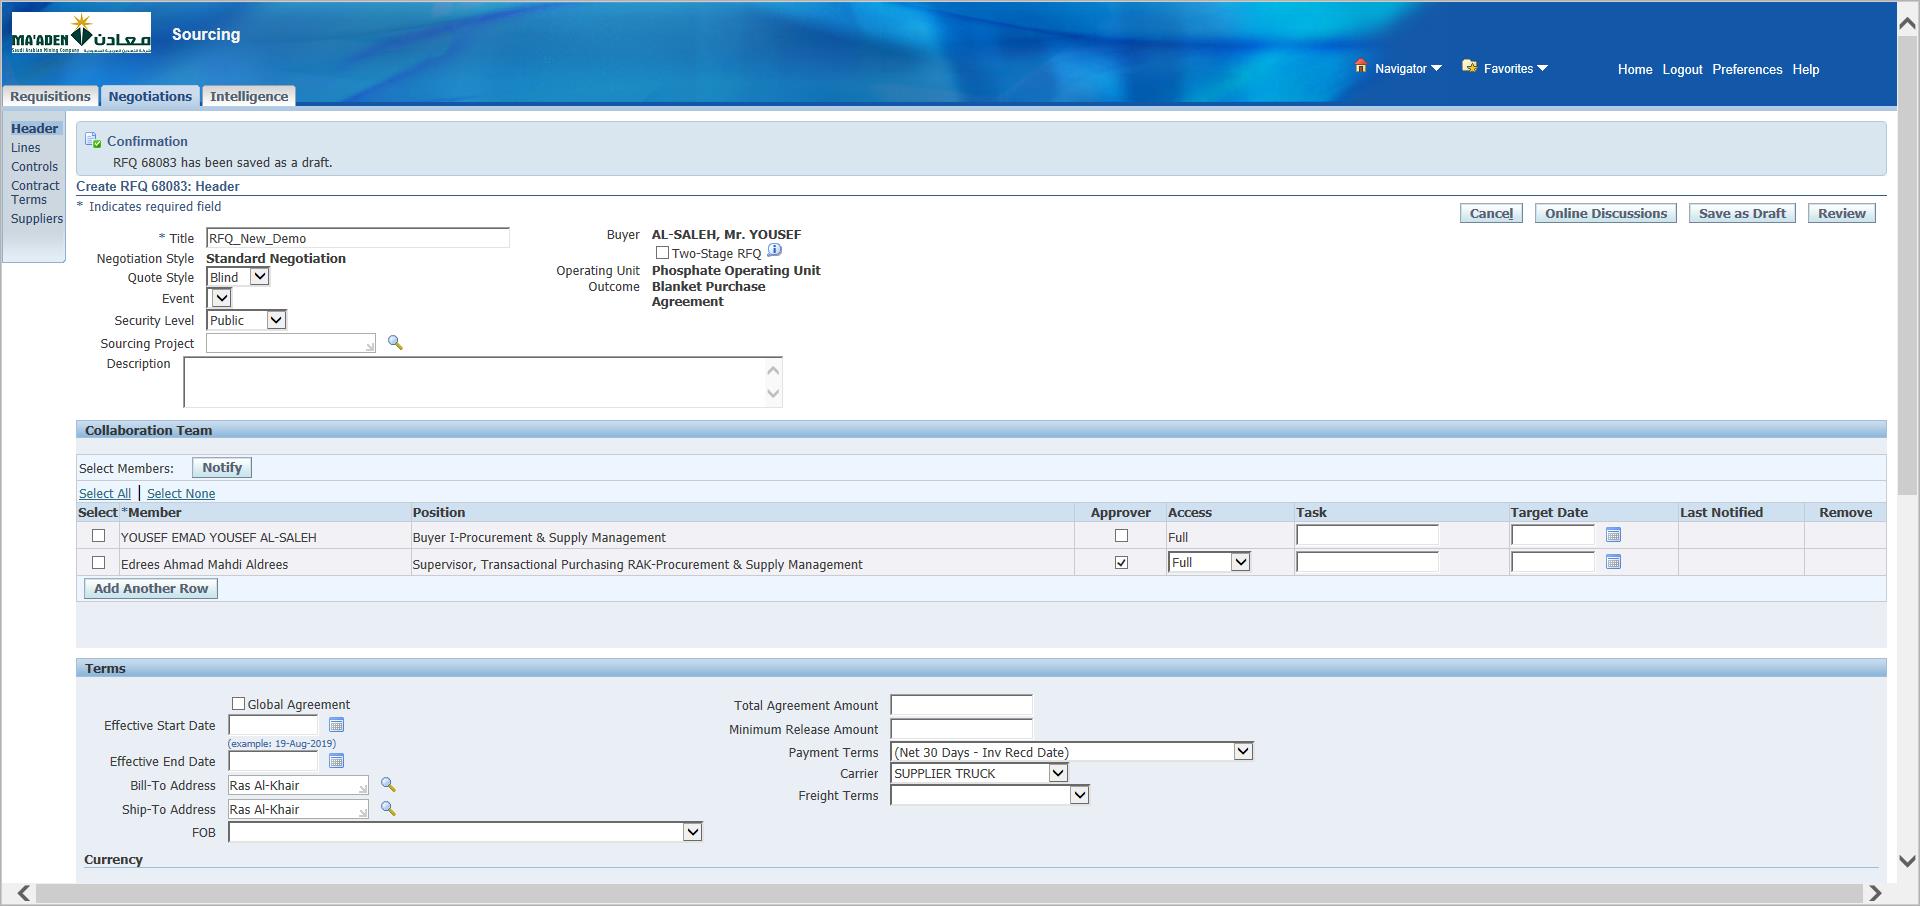 MA'ADEN معادن
Saudi Arabian Mining Company
Sourcing
Navigator
Favorites
Home Logout Preferences Help
Requisitions Negotiations Intelligence
Header
Lines
Controls
Contract
Terms
Suppliers
Confirmation
RFQ 68083 has been saved as a draft.
Create RFQ 68083: Header
* Indicates required field
Cancel Online Discussions Save as Draft Review
* Title RFQ_New_Demo
Negotiation Style Standard Negotiation
Quote Style Blind
Event
Security Level Public
Sourcing Project
Description
Buyer AL-SALEH, Mr. YOUSEF
Two-Stage RFQ
Operating Unit Phosphate Operating Unit
Outcome Blanket Purchase
Agreement
Collaboration Team
Select Members: Notify
Select All | Select None
Select *Member Position Approver Access Task Target Date Last Notified Remove
YOUSEF EMAD YOUSEF AL-SALEH Buyer I-Procurement & Supply Management Full
Edrees Ahmad Mahdi Aldrees Supervisor, Transactional Purchasing RAK-Procurement & Supply Management Full
Add Another Row
Terms
Global Agreement
Effective Start Date
(example: 19-Aug-2019)
Effective End Date
Bill-To Address Ras Al-Khair
Ship-To Address Ras Al-Khair
FOB
Total Agreement Amount
Minimum Release Amount
Payment Terms (Net 30 Days - Inv Recd Date)
Carrier SUPPLIER TRUCK
Freight Terms
Currency